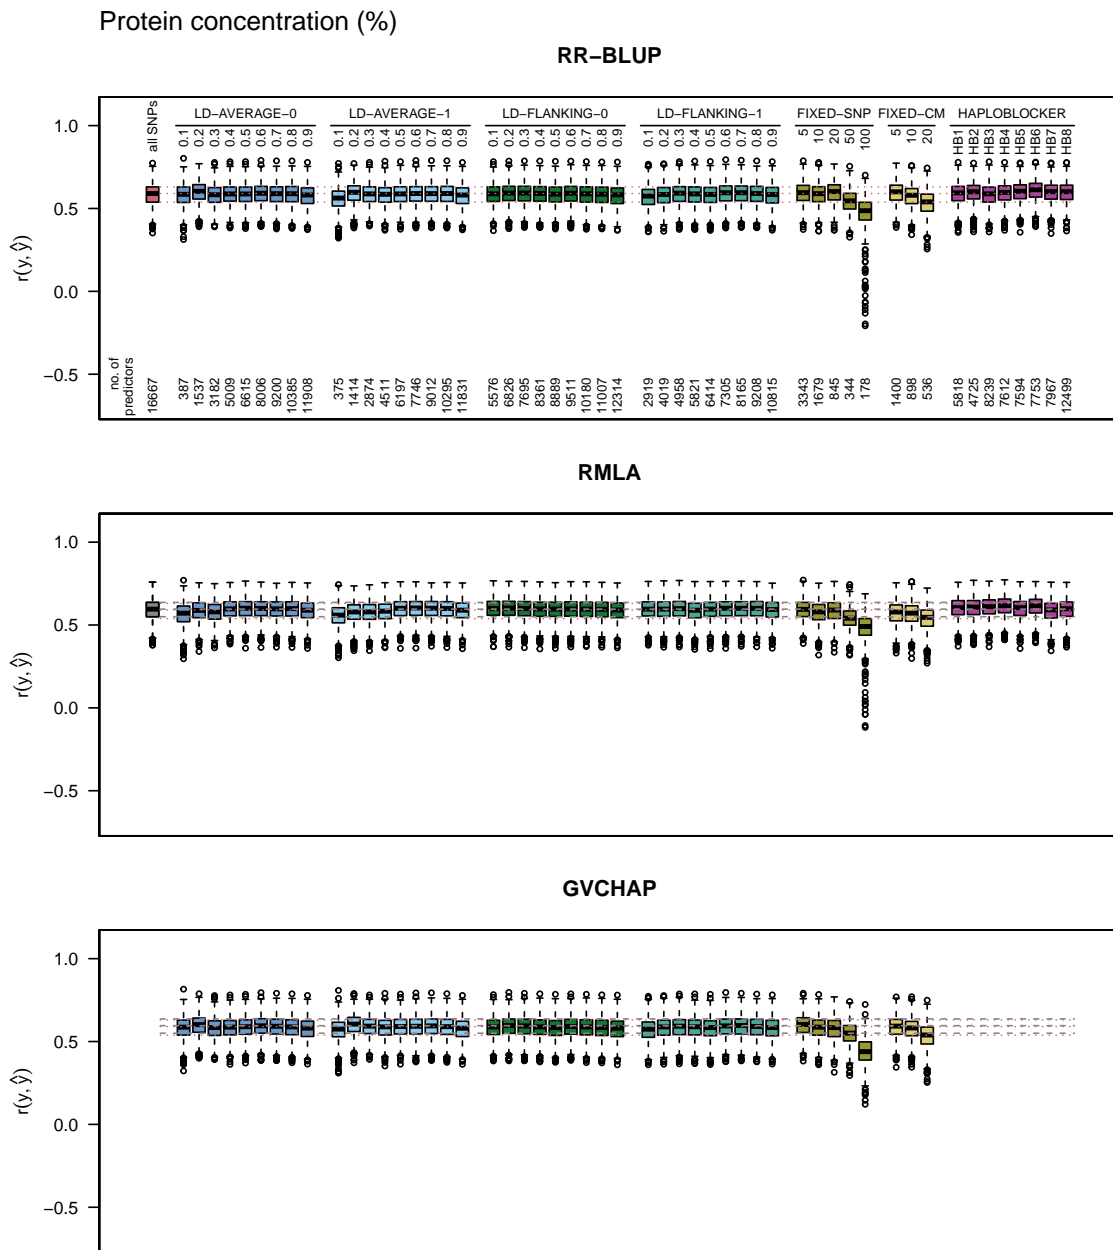 Protein concentration (%)
RR−BLUP
all SNPs LD−AVERAGE−0 LD−AVERAGE−1 LD−FLANKING−0 LD−FLANKING−1 FIXED−SNP FIXED−CM HAPLOBLOCKER
0.1 0.2 0.3 0.4 0.5 0.6 0.7 0.8 0.9 0.1 0.2 0.3 0.4 0.5 0.6 0.7 0.8 0.9 0.1 0.2 0.3 0.4 0.5 0.6 0.7 0.8 0.9 0.1 0.2 0.3 0.4 0.5 0.6 0.7 0.8 0.9 5 10 20 50 100 5 10 20 HB1 HB2 HB3 HB4 HB5 HB6 HB7 HB8
1.0
0.5
0.0
−0.5
r(y, ŷ)
no. of predictors
16667 387 1537 3182 5009 6615 8006 9200 10385 11908 375 1414 2874 4511 6197 7746 9012 10295 11831 5576 6826 7695 8361 8889 9511 10180 11007 12314 2919 4019 4958 5821 6414 7305 8165 9208 10815 3343 1679 845 344 178 1400 898 536 5818 4725 8239 7612 7594 7753 7967 12499
RMLA
1.0
0.5
0.0
−0.5
r(y, ŷ)
GVCHAP
1.0
0.5
0.0
−0.5
r(y, ŷ)